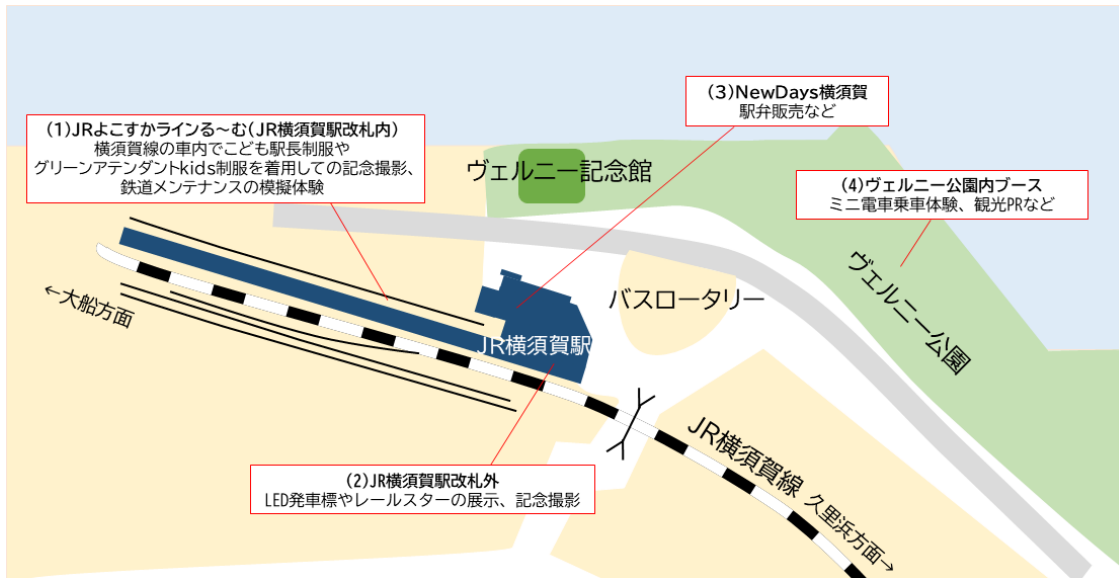 (1)JRよこすかラインる～む(JR横須賀駅改札内)
横須賀線の車内でこども駅長制服や
グリーンアテンダントkids制服を着用しての記念撮影、
鉄道メンテナンスの模擬体験
(3)NewDays横須賀
駅弁販売など
ヴェルニー記念館
(4)ヴェルニー公園内ブース
ミニ電車乗車体験、観光PRなど
←大船方面
バスロータリー
ヴェルニー公園
JR横須賀駅
(2)JR横須賀駅改札外
LED発車標やレールスターの展示、記念撮影
JR横須賀線
久里浜方面→